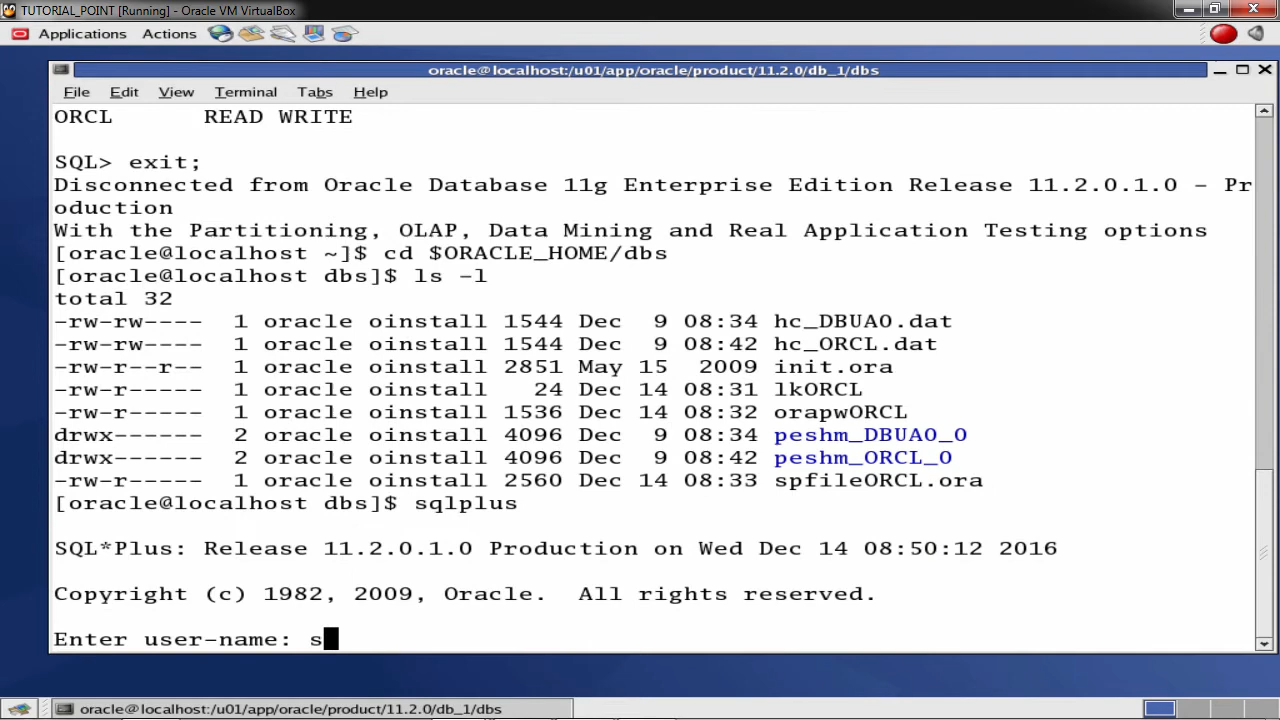 TUTORIAL_POINT [Running] - Oracle VM VirtualBox
Applications Actions
oracle@localhost:/u01/app/oracle/product/11.2.0/db_1/dbs
File Edit View Terminal Tabs Help
ORCL      READ WRITE
SQL> exit;
Disconnected from Oracle Database 11g Enterprise Edition Release 11.2.0.1.0 - Pr
oduction
With the Partitioning, OLAP, Data Mining and Real Application Testing options
[oracle@localhost ~]$ cd $ORACLE_HOME/dbs
[oracle@localhost dbs]$ ls -l
total 32
-rw-rw---- 1 oracle oinstall 1544 Dec  9 08:34 hc_DBUA0.dat
-rw-rw---- 1 oracle oinstall 1544 Dec  9 08:42 hc_ORCL.dat
-rw-r--r-- 1 oracle oinstall 2851 May 15  2009 init.ora
-rw-r----- 1 oracle oinstall   24 Dec 14 08:31 lkORCL
-rw-r----- 1 oracle oinstall 1536 Dec 14 08:32 orapwORCL
drwx------ 2 oracle oinstall 4096 Dec  9 08:34 peshm_DBUA0_0
drwx------ 2 oracle oinstall 4096 Dec  9 08:42 peshm_ORCL_0
-rw-r----- 1 oracle oinstall 2560 Dec 14 08:33 spfileORCL.ora
[oracle@localhost dbs]$ sqlplus
SQL*Plus: Release 11.2.0.1.0 Production on Wed Dec 14 08:50:12 2016
Copyright (c) 1982, 2009, Oracle.  All rights reserved.
Enter user-name: s
oracle@localhost:/u01/app/oracle/product/11.2.0/db_1/dbs